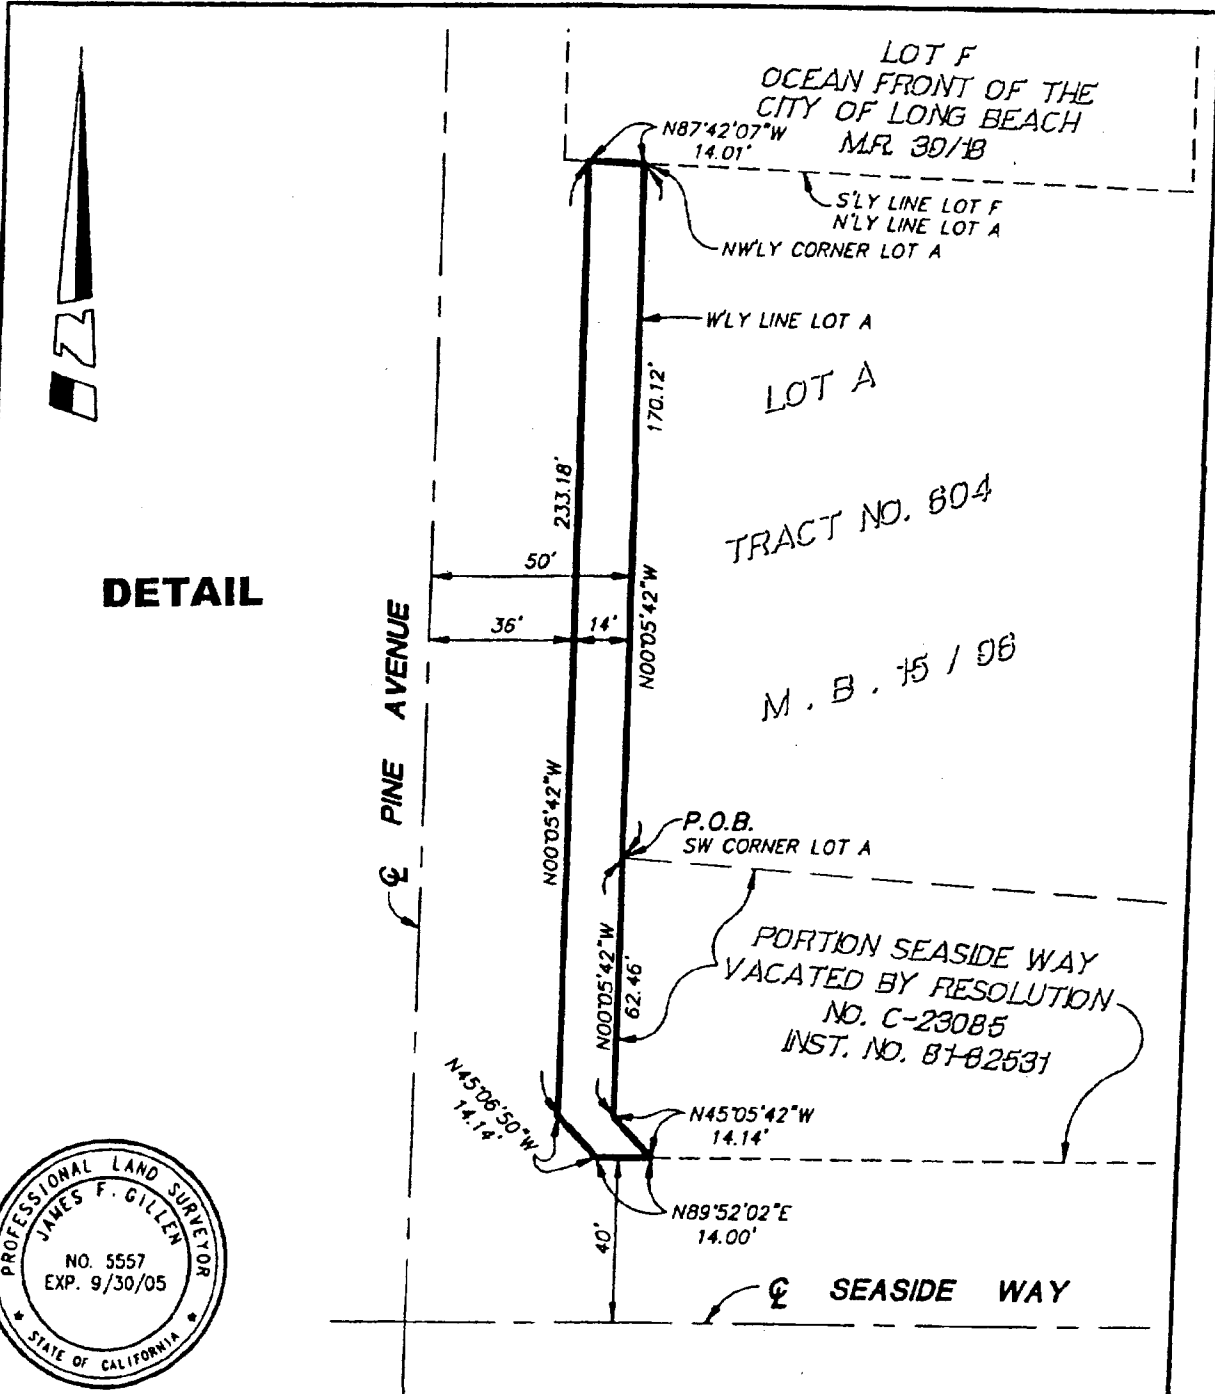 LOT F
OCEAN FRONT OF THE
CITY OF LONG BEACH
M.R. 30/18
N87°42'07"W
14.01'
S'LY LINE LOT F
N'LY LINE LOT A
NW'LY CORNER LOT A
W'LY LINE LOT A
N
LOT A
170.12'
233.18'
TRACT NO. 604
50'
DETAIL
36'
14'
N00°05'42"W
℄ PINE AVENUE
M . B . 15 / 96
N00°05'42"W
P.O.B.
SW CORNER LOT A
N00°05'42"W
62.46'
PORTION SEASIDE WAY
VACATED BY RESOLUTION
NO. C-23085
INST. NO. 81-82531
N45°06'50"W
14.14'
N45°05'42"W
14.14'
N89°52'02"E
14.00'
40'
℄ SEASIDE WAY
PROFESSIONAL LAND SURVEYOR
JAMES F. GILLEN
NO. 5557
EXP. 9/30/05
★ STATE OF CALIFORNIA ★